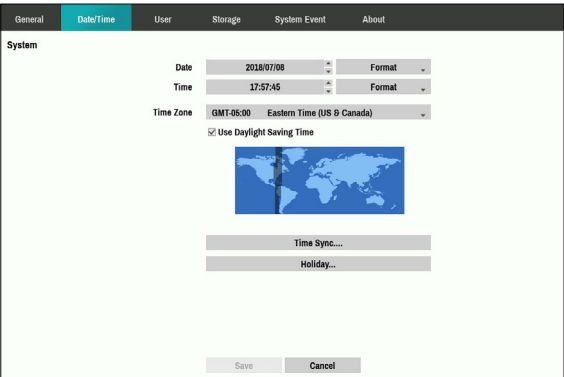 General Date/Time User Storage System Event About
System
Date 2018/07/08 Format
Time 17:57:45 Format
Time Zone GMT-05:00 Eastern Time (US & Canada)
Use Daylight Saving Time
Time Sync....
Holiday...
Save Cancel